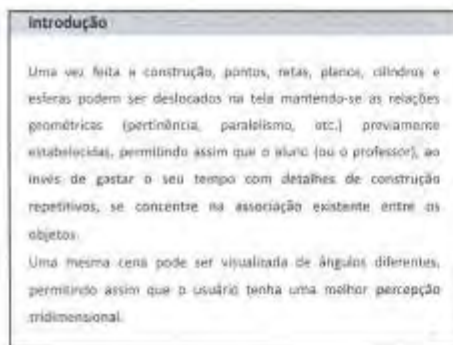 Introdução
Uma vez feita a construção, pontos, retas, planos, cilindros e
esferas podem ser deslocados na tela mantendo-se as relações
geométricas (pertinência, paralelismo, etc.) previamente
estabelecidas, permitindo assim que o aluno (ou o professor), ao
invés de gastar o seu tempo com detalhes de construção
repetitivos, se concentre na associação existente entre os
objetos.
Uma mesma cena pode ser visualizada de ângulos diferentes,
permitindo assim que o usuário tenha uma melhor percepção
tridimensional.